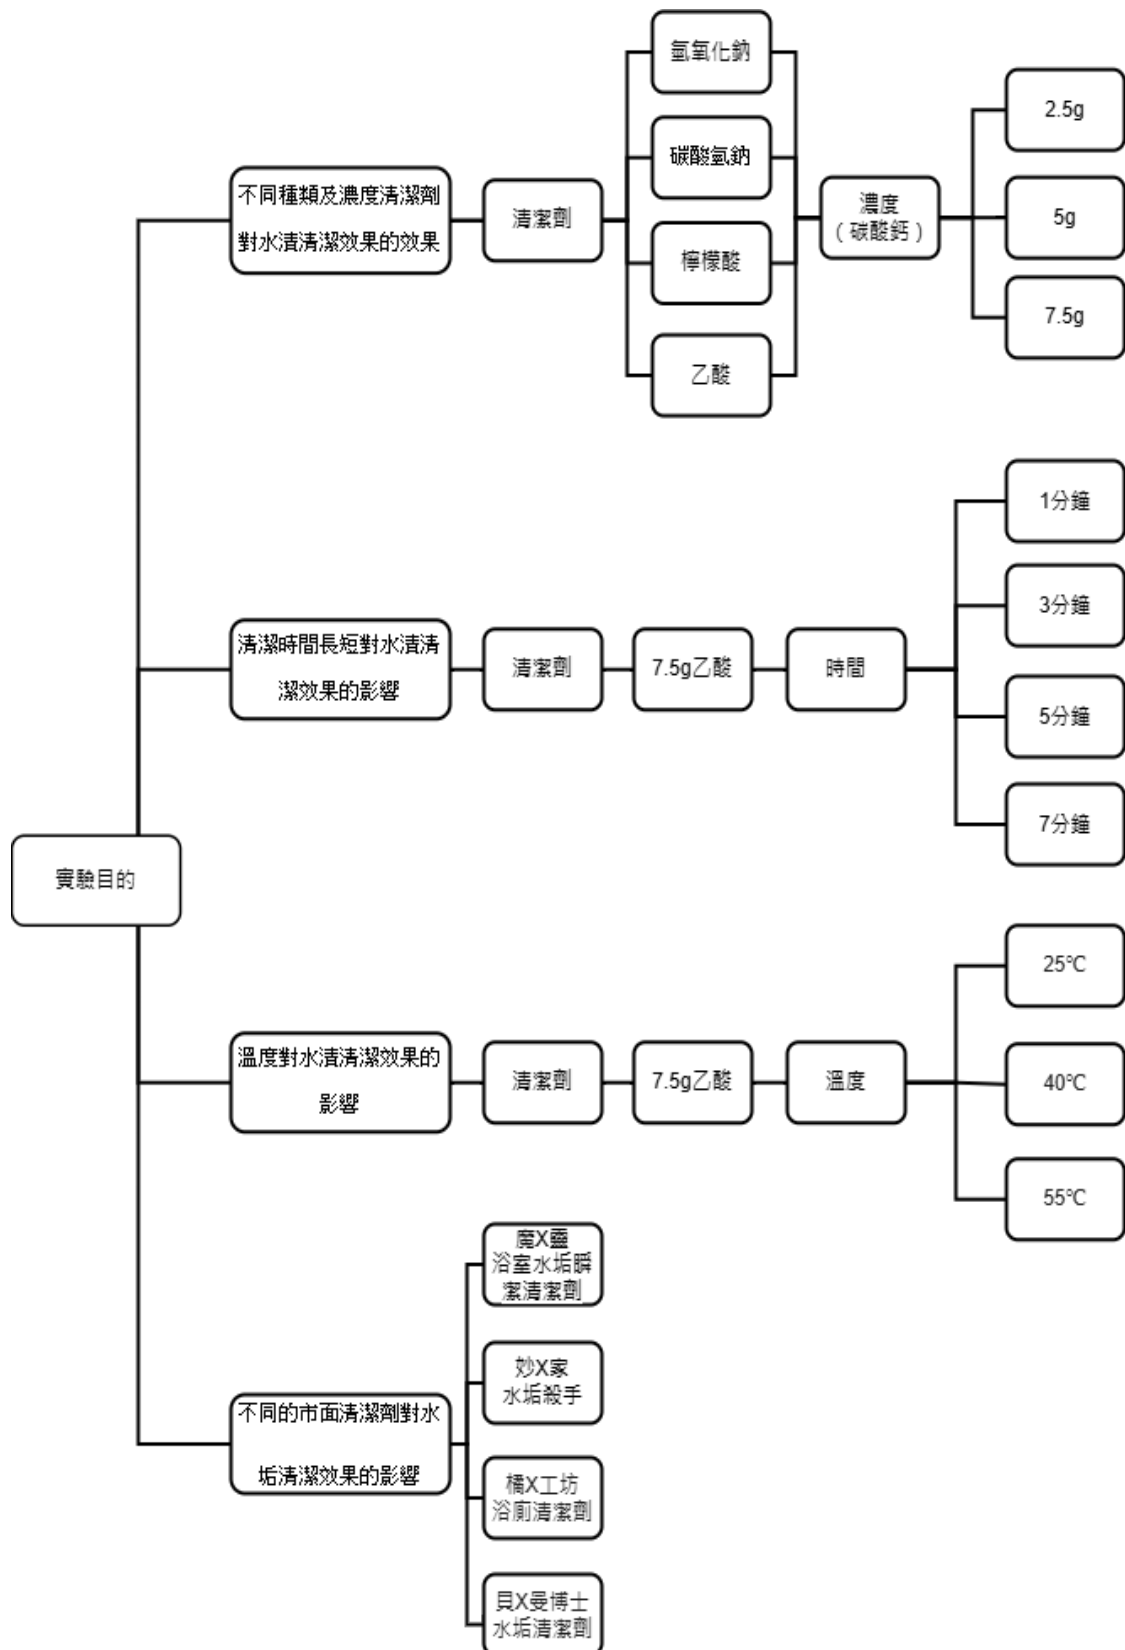 實驗目的
不同種類及濃度清潔劑
對水漬清潔效果的效果
清潔劑
氫氧化鈉
碳酸氫鈉
檸檬酸
乙酸
濃度
（碳酸鈣）
2.5g
5g
7.5g
清潔時間長短對水漬清
潔效果的影響
清潔劑
7.5g乙酸
時間
1分鐘
3分鐘
5分鐘
7分鐘
溫度對水漬清潔效果的
影響
清潔劑
7.5g乙酸
溫度
25℃
40℃
55℃
不同的市面清潔劑對水
垢清潔效果的影響
魔X靈
浴室水垢瞬
潔清潔劑
妙X家
水垢殺手
橘X工坊
浴廁清潔劑
貝X曼博士
水垢清潔劑